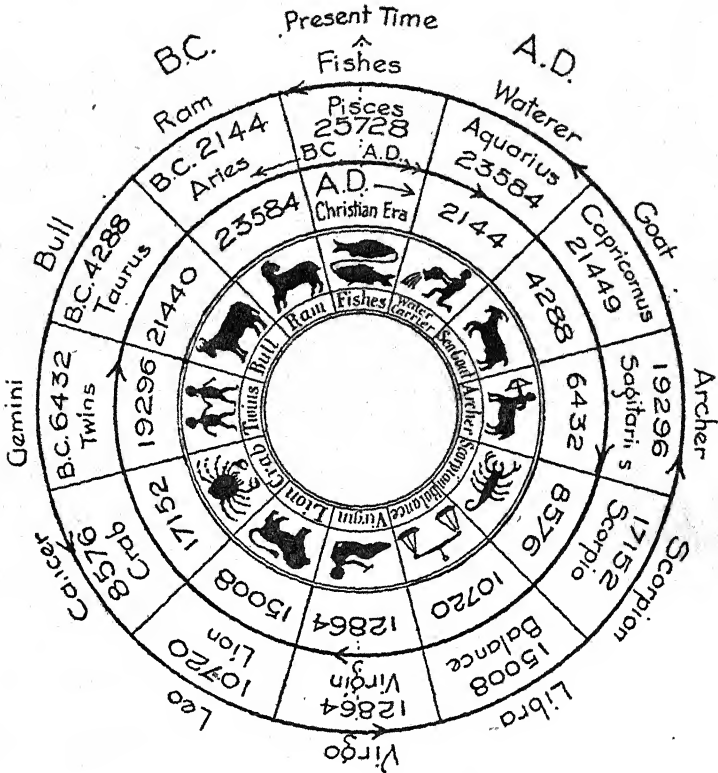 Present Time
B.C.
A.D.
Fishes
Waterer
Goat
Archer
Scorpion
Libra
Virgo
Leo
Cancer
Gemini
Bull
Ram
Pisces
25728
BC A.D.
Aquarius
23584
Capricornus
21449
19296
Sagitaris
17152
Scorpio
15008
Balance
12864
Virgin
10720
Lion
8576
Crab
B.C. 6432
Twins
B.C. 4288
Taurus
B.C. 2144
Aries
A.D.
Christian Era
2144
4288
6432
8576
10720
12864
15008
17152
19296
21440
23584
Fishes
Water
Carrier
SeaGoat
Archer
Scorpion
Balance
Virgin
Lion
Crab
Twins
Bull
Ram